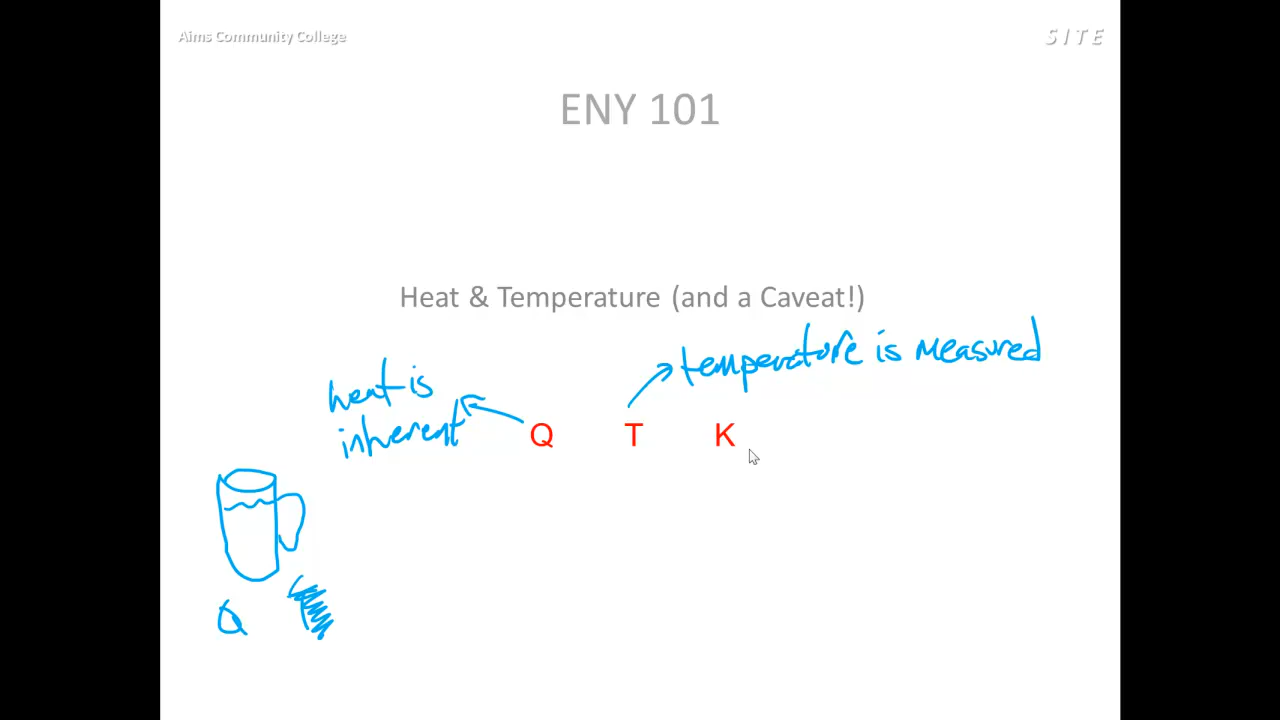 Aims Community College
SITE
ENY 101
Heat & Temperature (and a Caveat!)
temperature is measured
heat is
inherent
Q T K
Q